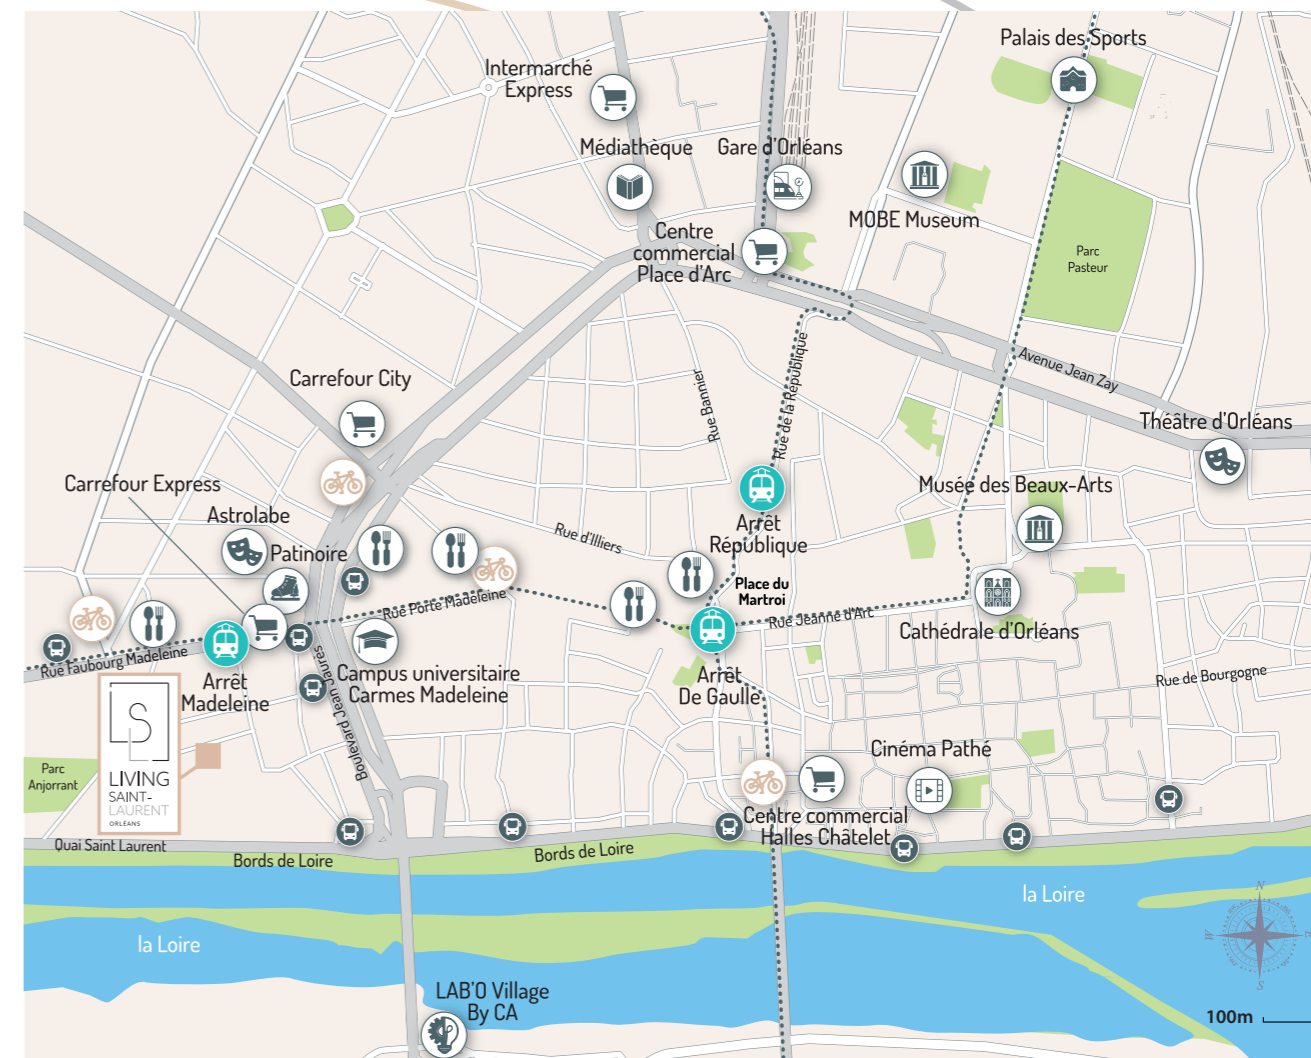 Palais des Sports
Intermarché
Express
Médiathèque
Gare d'Orléans
MOBE Museum
Centre
commercial
Place d'Arc
Parc
Pasteur
Avenue Jean Zay
Rue Bannier
Rue de la République
Carrefour City
Théâtre d'Orléans
Carrefour Express
Musée des Beaux-Arts
Astrolabe
Patinoire
Arrêt
République
Rue d'Illiers
Place du
Martroi
Rue Porte Madeleine
Rue Jeanne d'Arc
Cathédrale d'Orléans
Rue Faubourg Madeleine
Arrêt
Madeleine
Campus universitaire
Carmes Madeleine
Arrêt
De Gaulle
Rue de Bourgogne
Boulevard Jean Jaures
LS
LIVING
SAINT-
LAURENT
ORLÉANS
Parc
Anjorrant
Cinéma Pathé
Centre commercial
Halles Châtelet
Quai Saint Laurent
Bords de Loire
Bords de Loire
la Loire
la Loire
N
W
S
LAB'O Village
By CA
100m